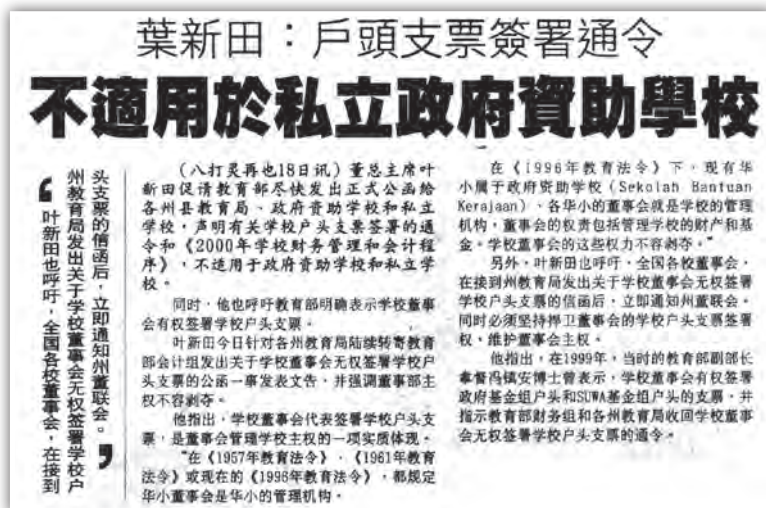 葉新田：戶頭支票簽署通令
不適用於私立政府資助學校
❛叶新田也呼吁，全国各校董事会，在接到
州教育局发出关于学校董事会无权签署学校户
头支票的信函后，立即通知州董联会。❜
（八打灵再也18日讯）董总主席叶
新田促请教育部尽快发出正式公函给
各州县教育局、政府资助学校和私立
学校，声明有关学校户头支票签署的通
令和《2000年学校财务管理和会计程
序》，不适用于政府资助学校和私立学
校。
同时，他也呼吁教育部明确表示学校董事
会有权签署学校户头支票。
叶新田今日针对各州教育局陆续转寄教育
部会计组发出关于学校董事会无权签署学校户
头支票的公函一事发表文告，并强调董事部主
权不容剥夺。
他指出，学校董事会代表签署学校户头支
票，是董事会管理学校主权的一项实质体现。
“在《1957年教育法令》、《1961年教育
法令》或现在的《1996年教育法令》，都规定
华小董事会是华小的管理机构。
在《1996年教育法令》下，现有华
小属于政府资助学校（Sekolah Bantuan
Kerajaan）、各华小的董事会就是学校的管理
机构，董事会的权责包括管理学校的财产和基
金。学校董事会的这些权力不容剥夺。”
另外，叶新田也呼吁，全国各校董事会，
在接到州教育局发出关于学校董事会无权签署
学校户头支票的信函后，立即通知州董联会。
同时必须坚持捍卫董事会的学校户头支票签署
权、维护董事会主权。
他指出，在1999年，当时的教育部副部长
拿督冯镇安博士曾表示，学校董事会有权签署
政府基金组户头和SUWA基金组户头的支票，并
指示教育部财务组和各州教育局收回学校董事
会无权签署学校户头支票的通令。